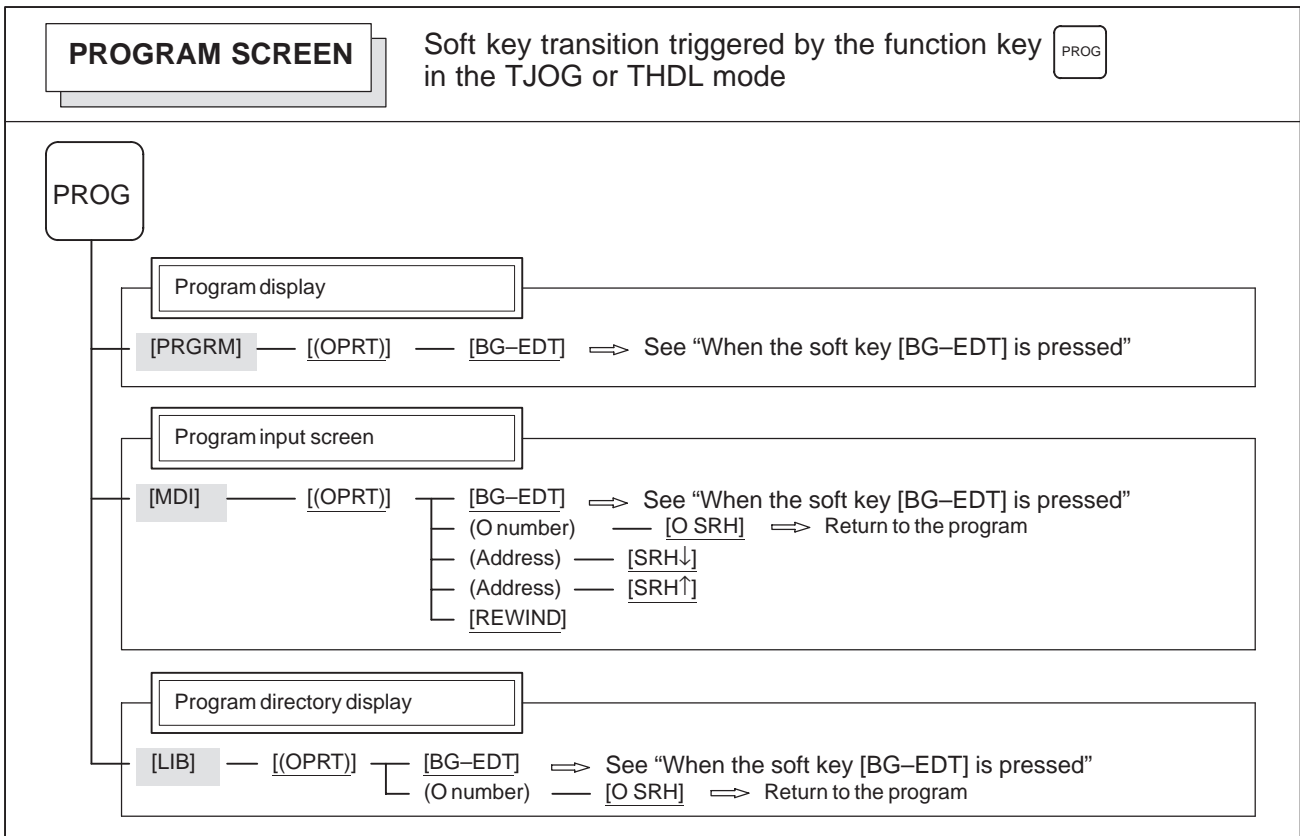 PROGRAM SCREEN
Soft key transition triggered by the function key PROG
in the TJOG or THDL mode
PROG
Program display
[PRGRM] [(OPRT)] [BG–EDT] ⇒ See “When the soft key [BG–EDT] is pressed”
Program input screen
[MDI] [(OPRT)] [BG–EDT] ⇒ See “When the soft key [BG–EDT] is pressed”
(O number) [O SRH] ⇒ Return to the program
(Address) [SRH↓]
(Address) [SRH↑]
[REWIND]
Program directory display
[LIB] [(OPRT)] [BG–EDT] ⇒ See “When the soft key [BG–EDT] is pressed”
(O number) [O SRH] ⇒ Return to the program